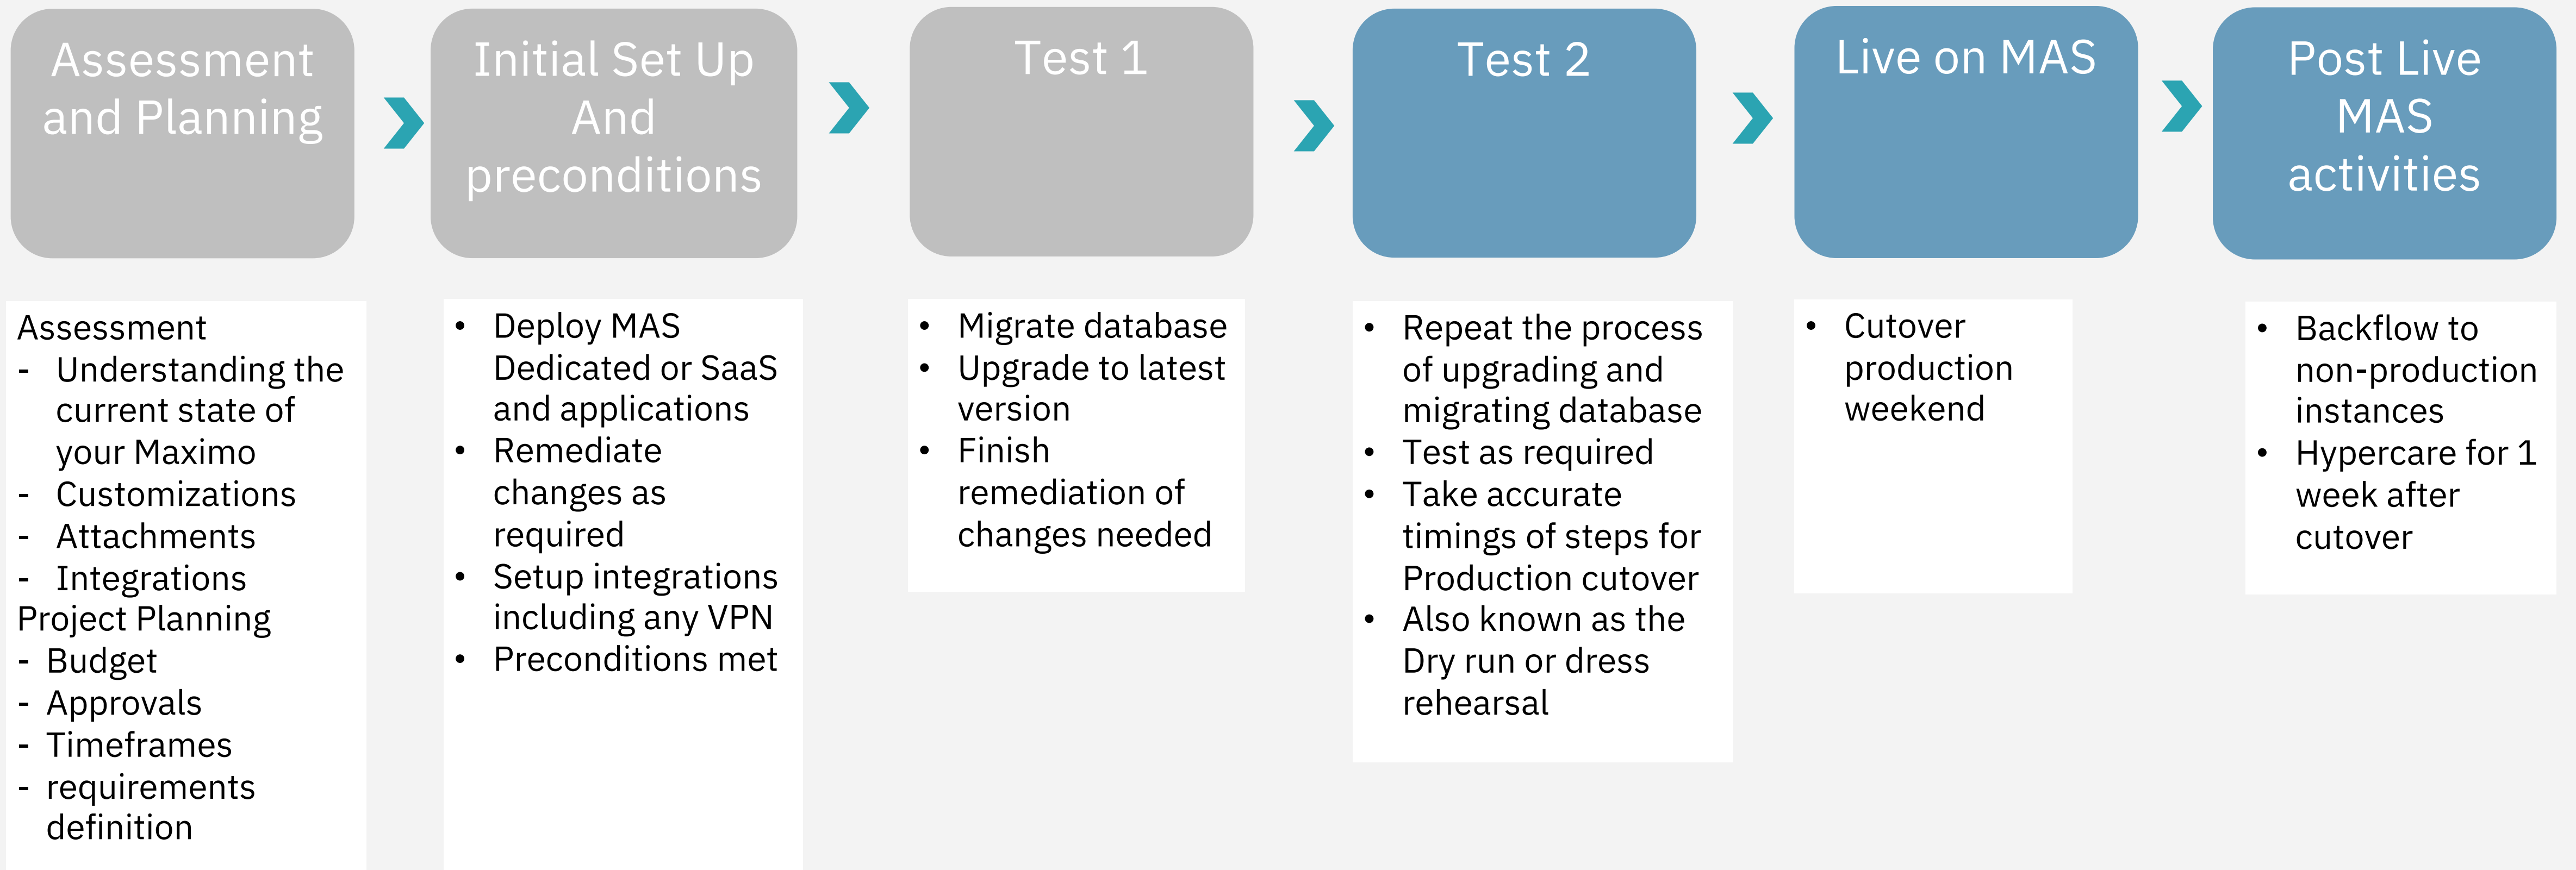 Assessment
and Planning
Initial Set Up
And
preconditions
Test 1
Test 2
Live on MAS
Post Live
MAS
activities
Assessment
- Understanding the
current state of
your Maximo
- Customizations
- Attachments
- Integrations
Project Planning
- Budget
- Approvals
- Timeframes
- requirements
definition
• Deploy MAS
Dedicated or SaaS
and applications
• Remediate
changes as
required
• Setup integrations
including any VPN
• Preconditions met
• Migrate database
• Upgrade to latest
version
• Finish
remediation of
changes needed
• Repeat the process
of upgrading and
migrating database
• Test as required
• Take accurate
timings of steps for
Production cutover
• Also known as the
Dry run or dress
rehearsal
• Cutover
production
weekend
• Backflow to
non-production
instances
• Hypercare for 1
week after
cutover